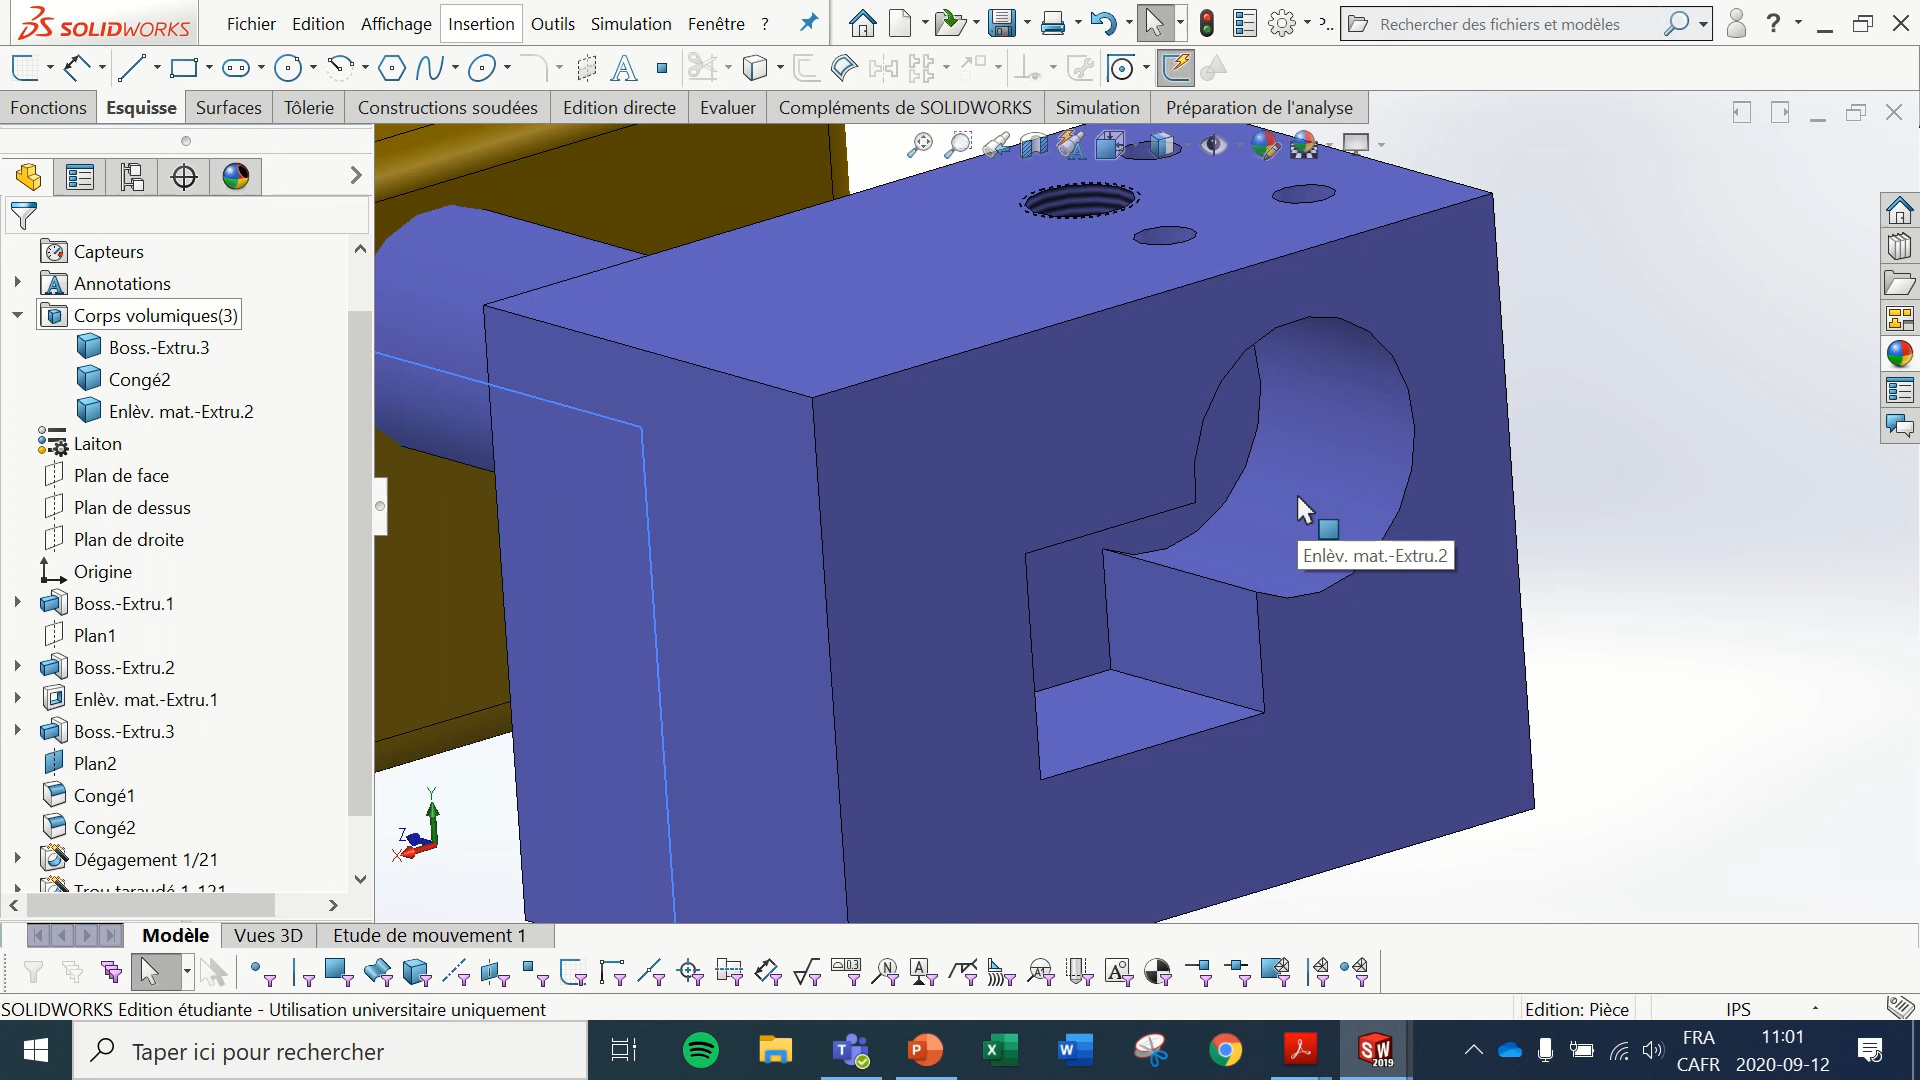 SOLIDWORKS
Fichier Edition Affichage Insertion Outils Simulation Fenêtre ?
Rechercher des fichiers et modèles
Fonctions Esquisse Surfaces Tôlerie Constructions soudées Edition directe Evaluer Compléments de SOLIDWORKS Simulation Préparation de l'analyse
Capteurs
Annotations
Corps volumiques(3)
Boss.-Extru.3
Congé2
Enlèv. mat.-Extru.2
Laiton
Plan de face
Plan de dessus
Plan de droite
Origine
Boss.-Extru.1
Plan1
Boss.-Extru.2
Enlèv. mat.-Extru.1
Boss.-Extru.3
Plan2
Congé1
Congé2
Dégagement 1/21
Trou taraudé 1-121
Enlèv. mat.-Extru.2
Y
Z
X
Modèle Vues 3D Etude de mouvement 1
SOLIDWORKS Edition étudiante - Utilisation universitaire uniquement
Edition: Pièce IPS
Taper ici pour rechercher
FRA
CAFR
11:01
2020-09-12